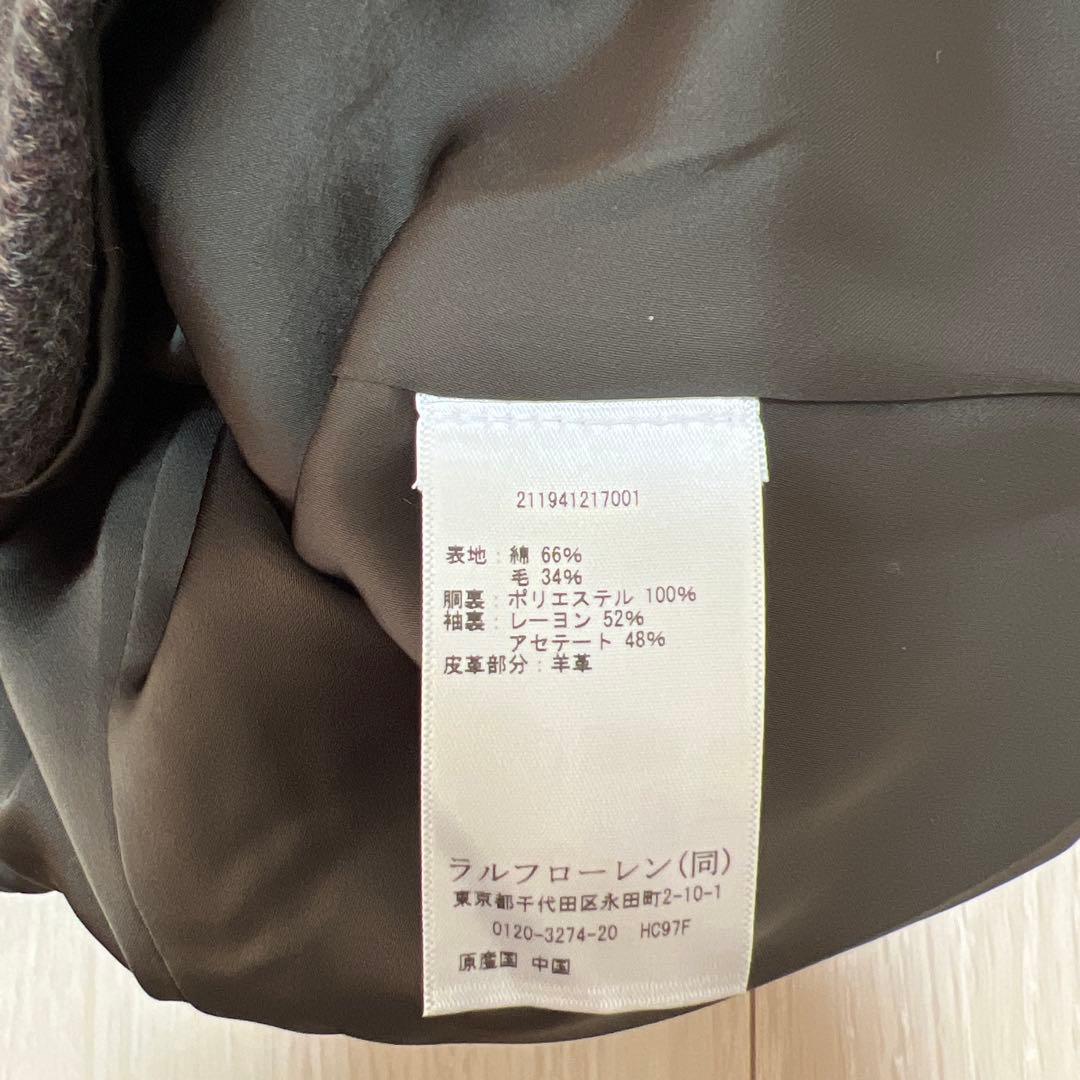 211941217001
表地:綿 66%
毛 34%
胴裏:ポリエステル 100%
袖裏:レーヨン 52%
アセテート 48%
皮革部分:羊革
ラルフローレン(同)
東京都千代田区永田町2-10-1
0120-3274-20 HC97F
原産国 中国